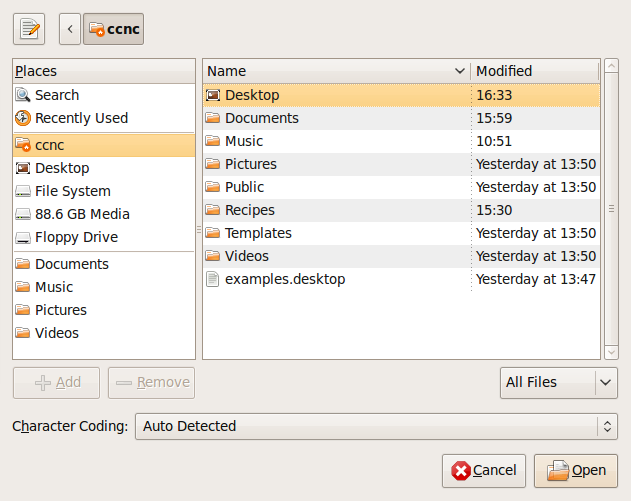 ccnc
Places
Search
Recently Used
ccnc
Desktop
File System
88.6 GB Media
Floppy Drive
Documents
Music
Pictures
Videos
Name Modified
Desktop 16:33
Documents 15:59
Music 10:51
Pictures Yesterday at 13:50
Public Yesterday at 13:50
Recipes 15:30
Templates Yesterday at 13:50
Videos Yesterday at 13:50
examples.desktop Yesterday at 13:47
Add Remove All Files
Character Coding: Auto Detected
Cancel Open